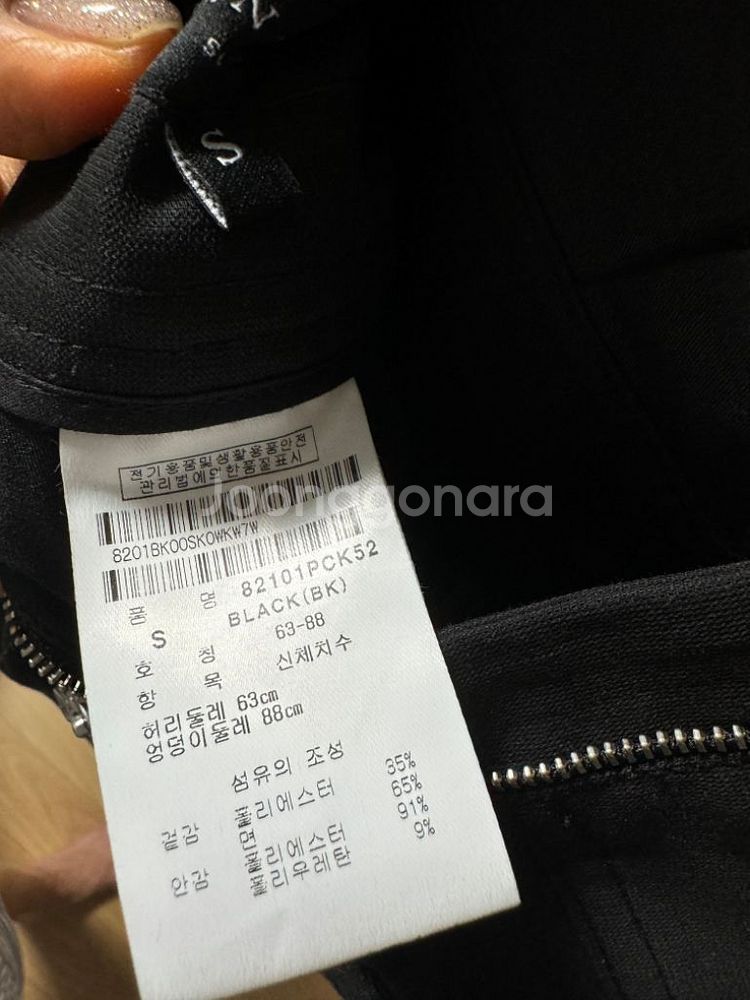 N
S
전기용품및생활용품안전
관리법에의한품질표시
Joonggonara
8201BK00SK0WKW7W
품 명 82101PCK52
S BLACK(BK)
호 칭 63-88
항 목 신체치수
허리둘레 63cm
엉덩이둘레 88cm
섬유의 조성
겉감 폴리에스터 35%
면 65%
안감 폴리에스터 91%
폴리우레탄 9%